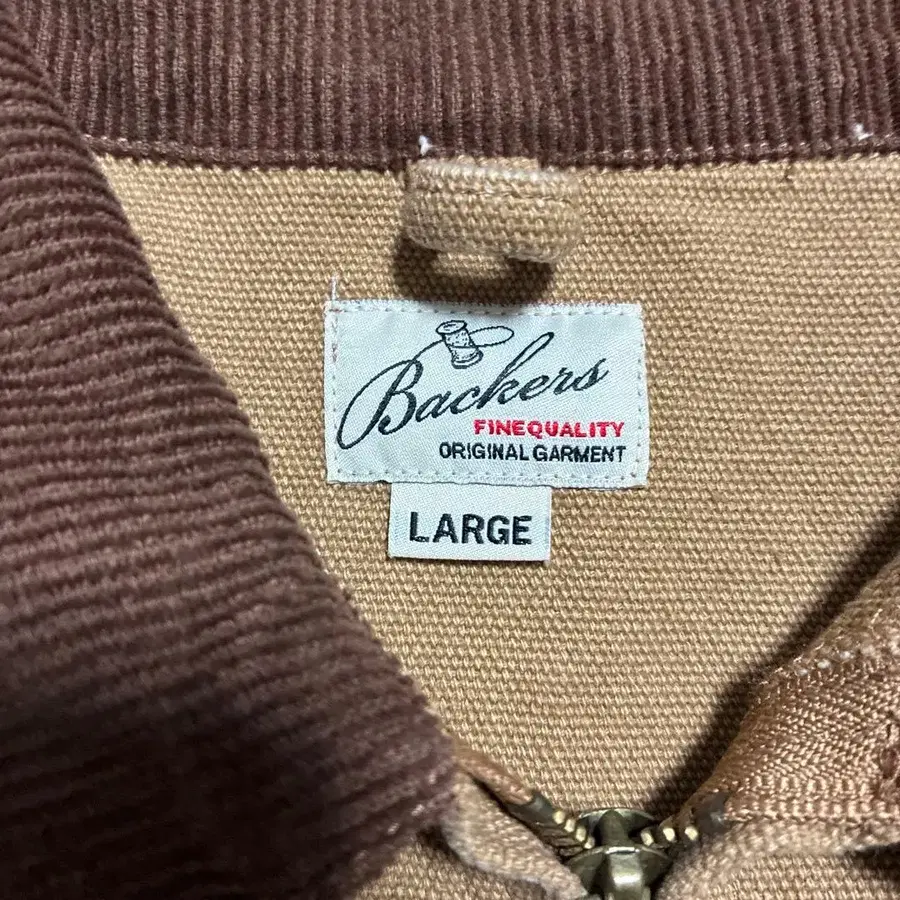 Backers
FINEQUALITY
ORIGINAL GARMENT
LARGE